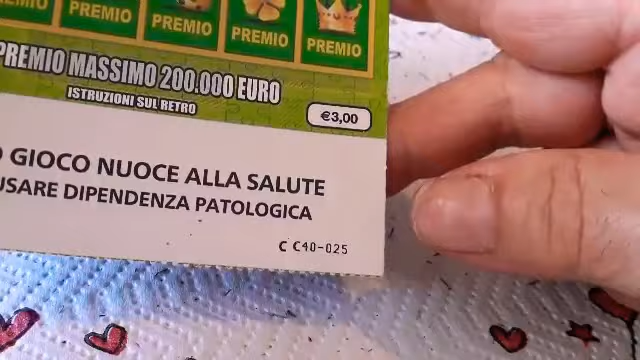 PREMIO PREMIO PREMIO PREMIO
PREMIO MASSIMO 200.000 EURO
ISTRUZIONI SUL RETRO
€3,00
GIOCO NUOCE ALLA SALUTE
USARE DIPENDENZA PATOLOGICA
C C40-025